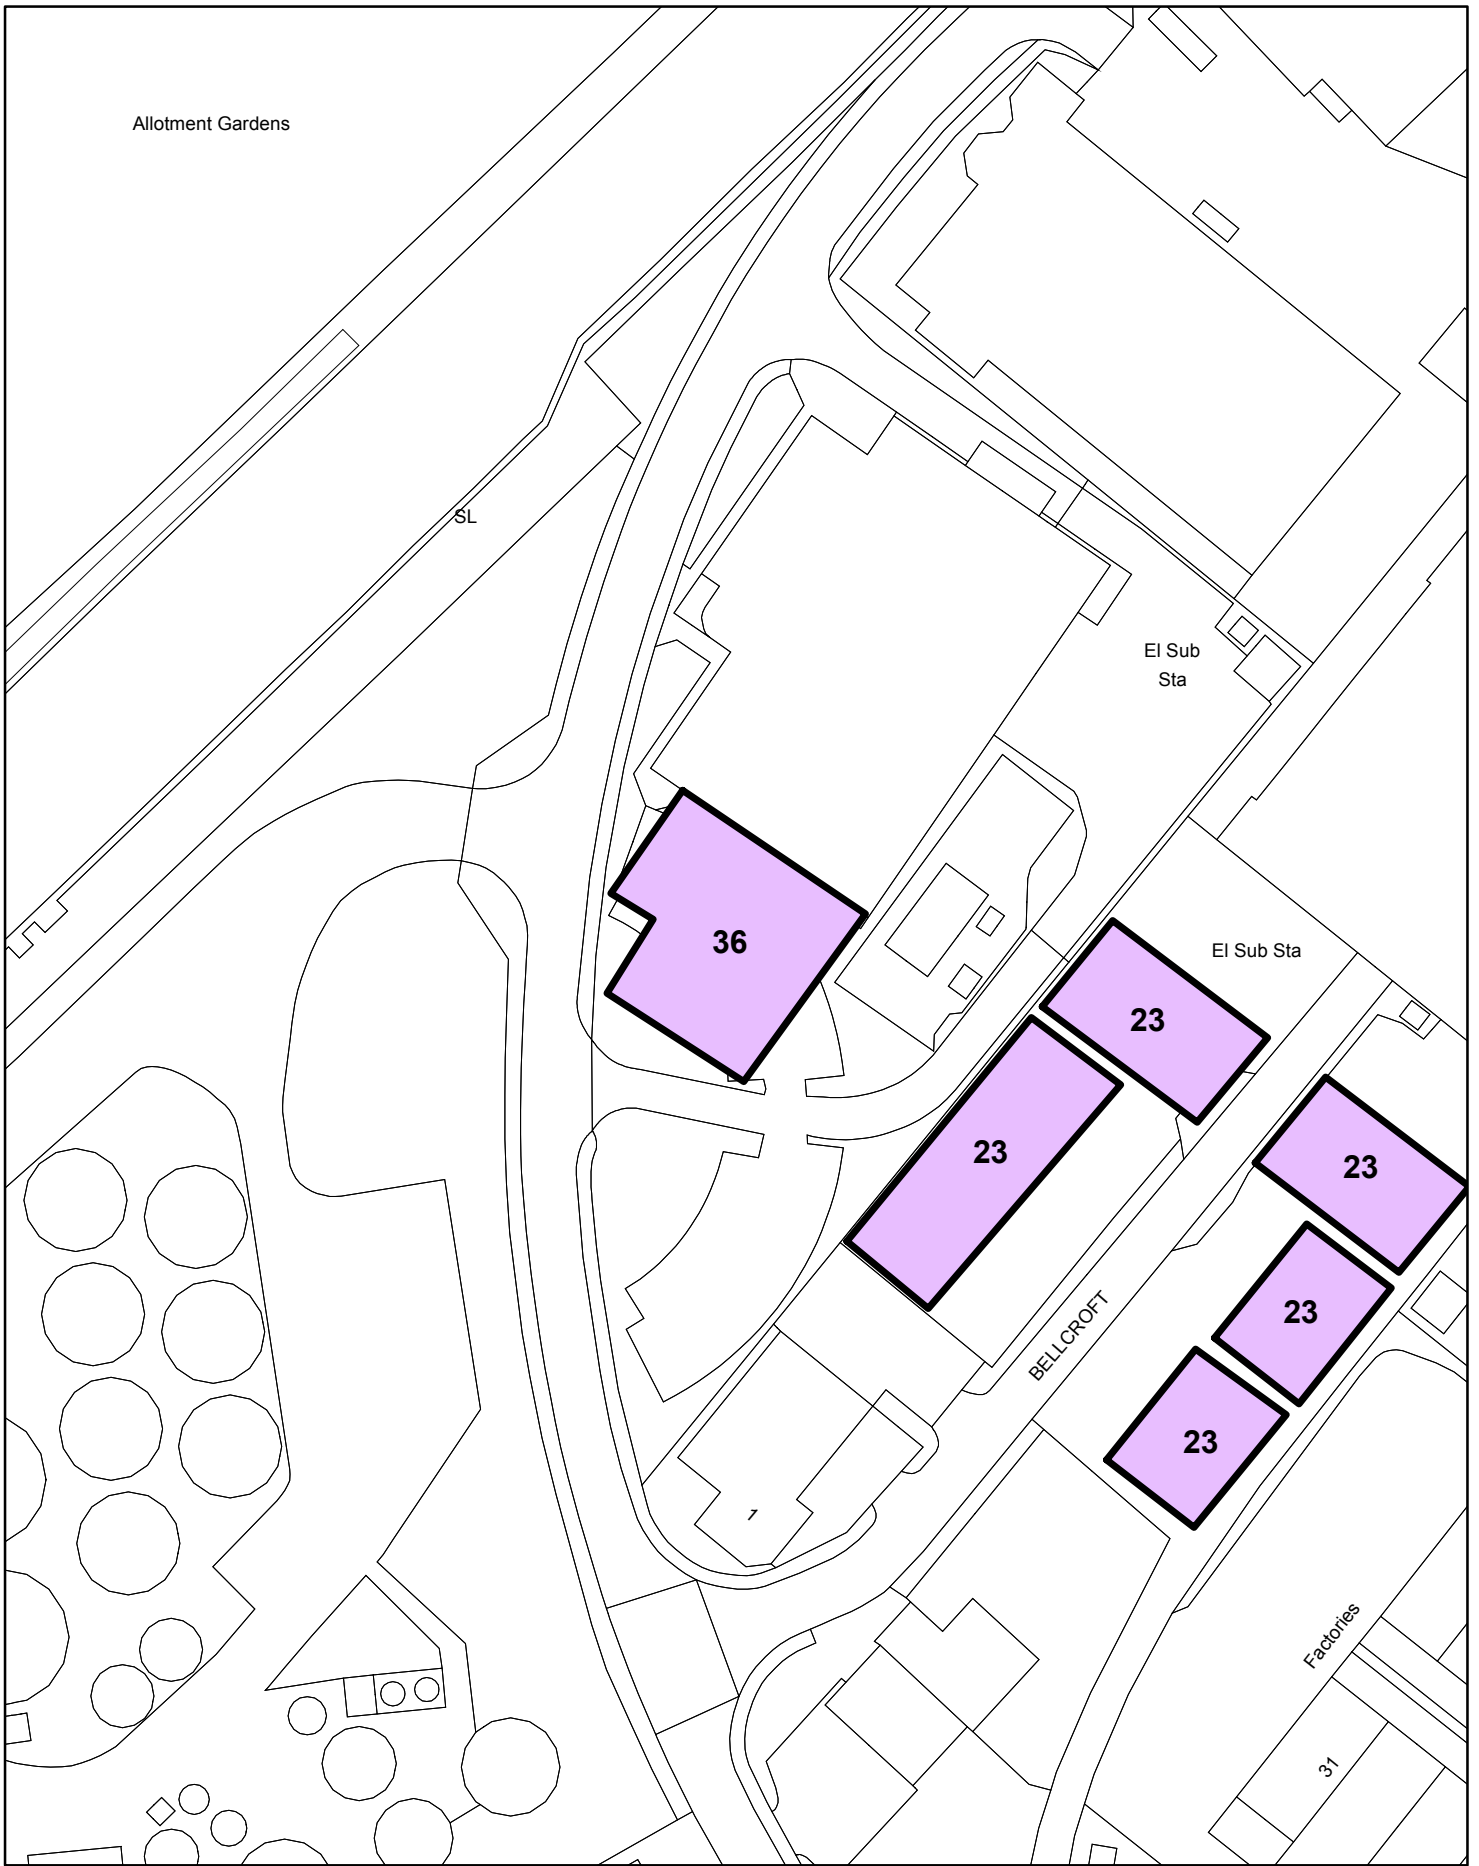 Allotment Gardens
SL
El Sub
Sta
36
El Sub Sta
23
23
23
23
BELLCROFT
23
1
Factories
31